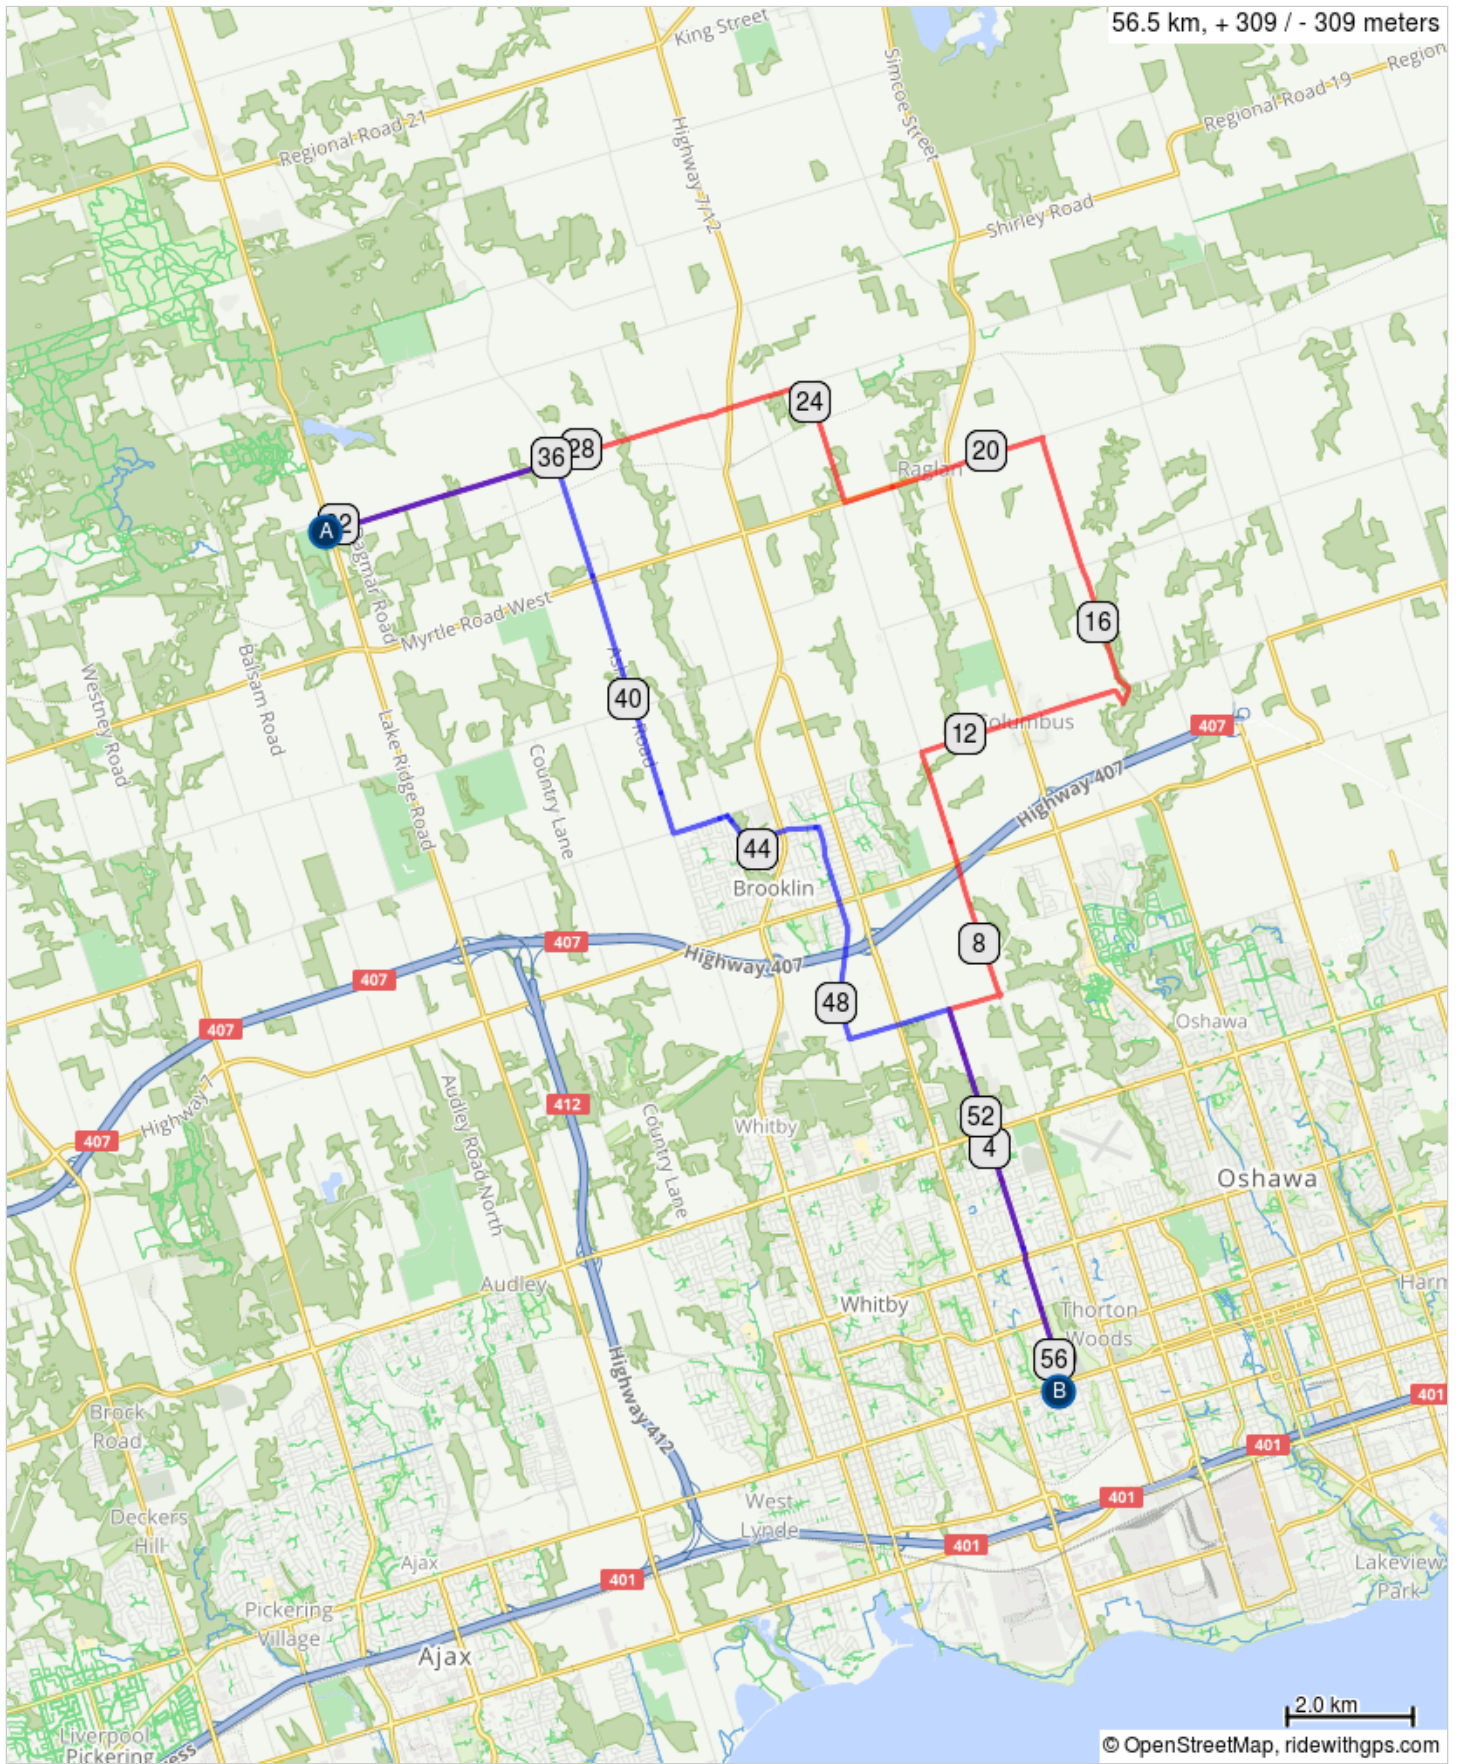 56.5 km, + 309 / - 309 meters
King Street
Simcoe Street
Region
Regional Road 19
Regional Road 21
Highway 7/12
Shirley Road
24
28
36
20
Raglan
A
Myrtle Road West
16
Westney Road
Balsam Road
40
12
Columbus
407
Lake Ridge Road
Country Lane
Highway 407
44
Brooklin
8
407
Highway 407
407
48
407
Oshawa
Highway 7
Audley Road North
412
Country Lane
52
4
Whitby
407
Oshawa
Audley
Whitby
Thorton
Woods
Harm
56
B
Highway 412
401
Brock
Road
401
401
West
Lynde
Deckers
Hill
401
Ajax
401
Lakeview
Park
Pickering
Village
Ajax
2.0 km
Liverpool
Pickering
ess
© OpenStreetMap, ridewithgps.com